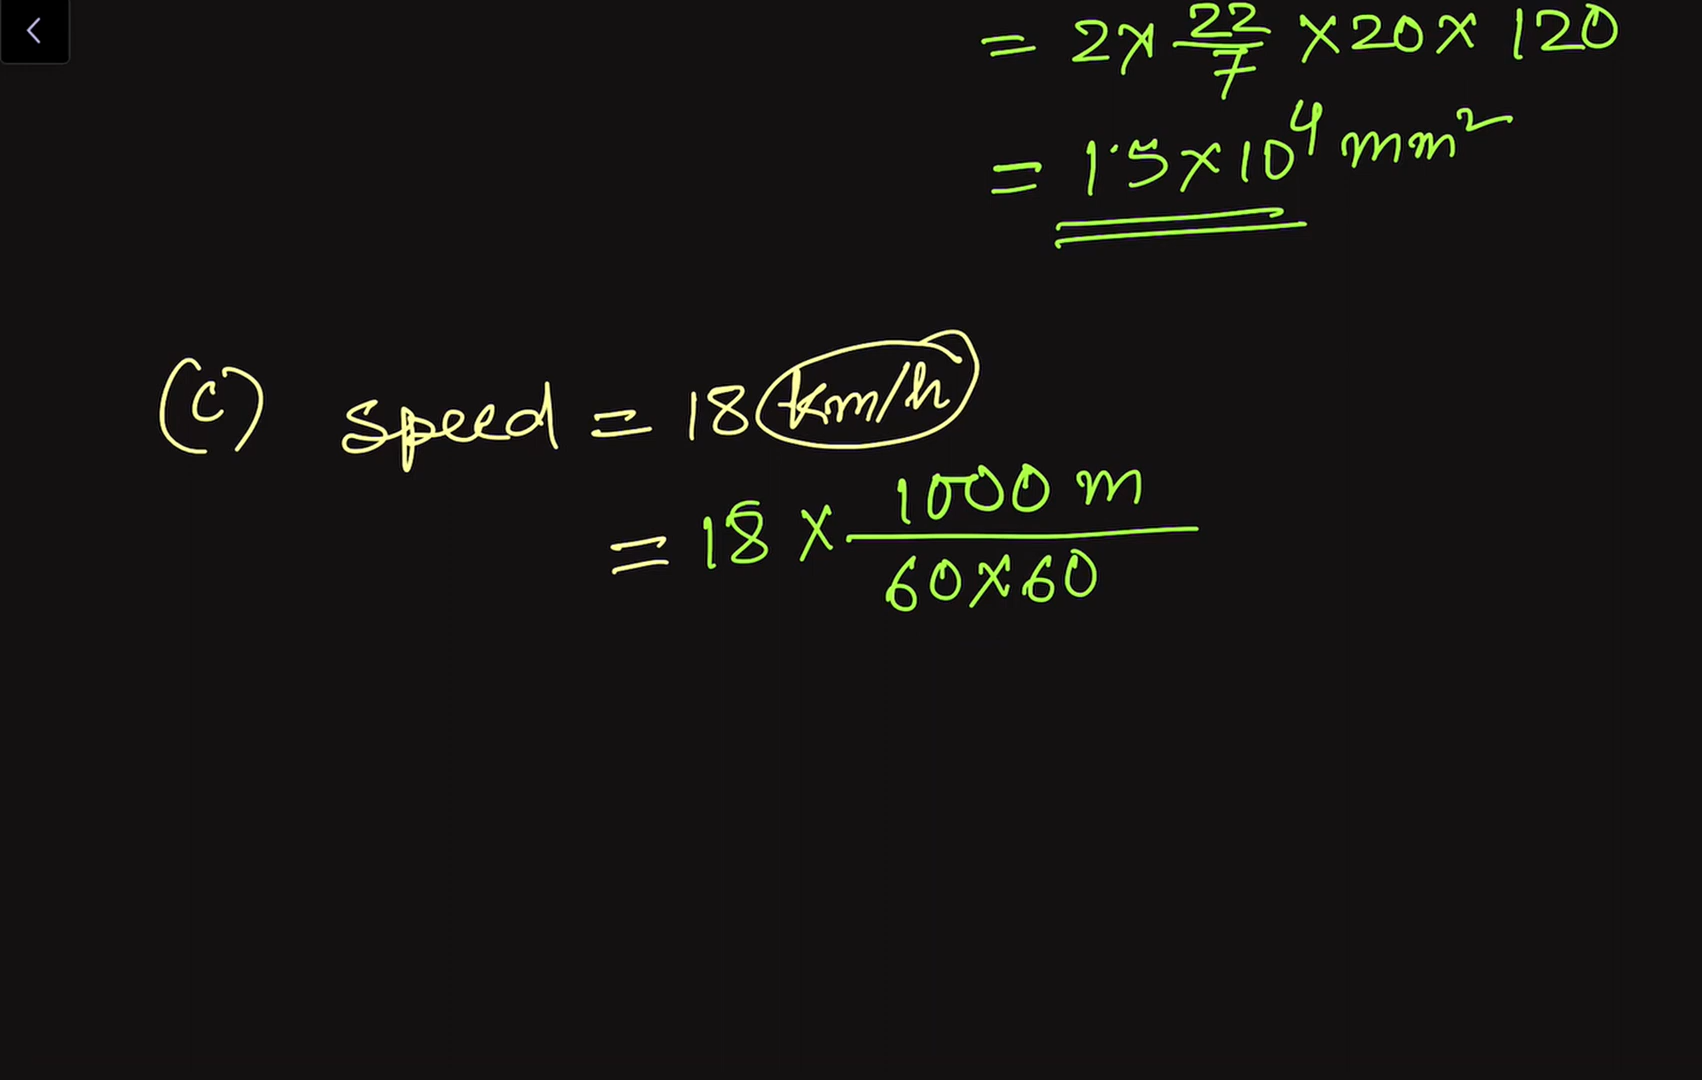 = 2 × 22/7 × 20 × 120
= 1.5 × 10⁴ mm²
(c) speed = 18 km/h
= 18 × 1000 m / 60 × 60